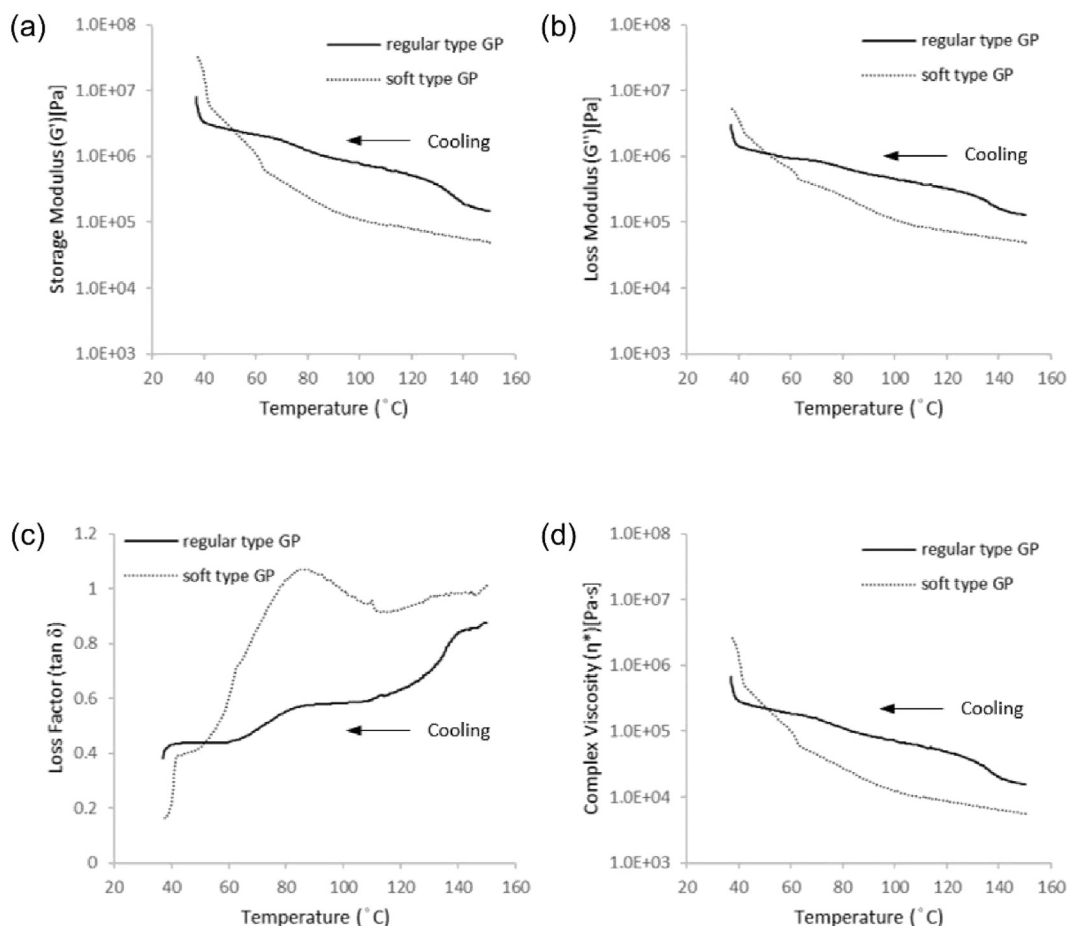 (a)
1.0E+08
1.0E+07
1.0E+06
1.0E+05
1.0E+04
1.0E+03
Storage Modulus (G')[Pa]
regular type GP
soft type GP
Cooling
20 40 60 80 100 120 140 160
Temperature (˚C)
(b)
1.0E+08
1.0E+07
1.0E+06
1.0E+05
1.0E+04
1.0E+03
Loss Modulus (G'')[Pa]
regular type GP
soft type GP
Cooling
20 40 60 80 100 120 140 160
Temperature (˚C)
(c)
1.2
1
0.8
0.6
0.4
0.2
0
Loss Factor (tan δ)
regular type GP
soft type GP
Cooling
20 40 60 80 100 120 140 160
Temperature (˚C)
(d)
1.0E+08
1.0E+07
1.0E+06
1.0E+05
1.0E+04
1.0E+03
Complex Viscosity (η*)[Pa·s]
regular type GP
soft type GP
Cooling
20 40 60 80 100 120 140 160
Temperature (˚C)